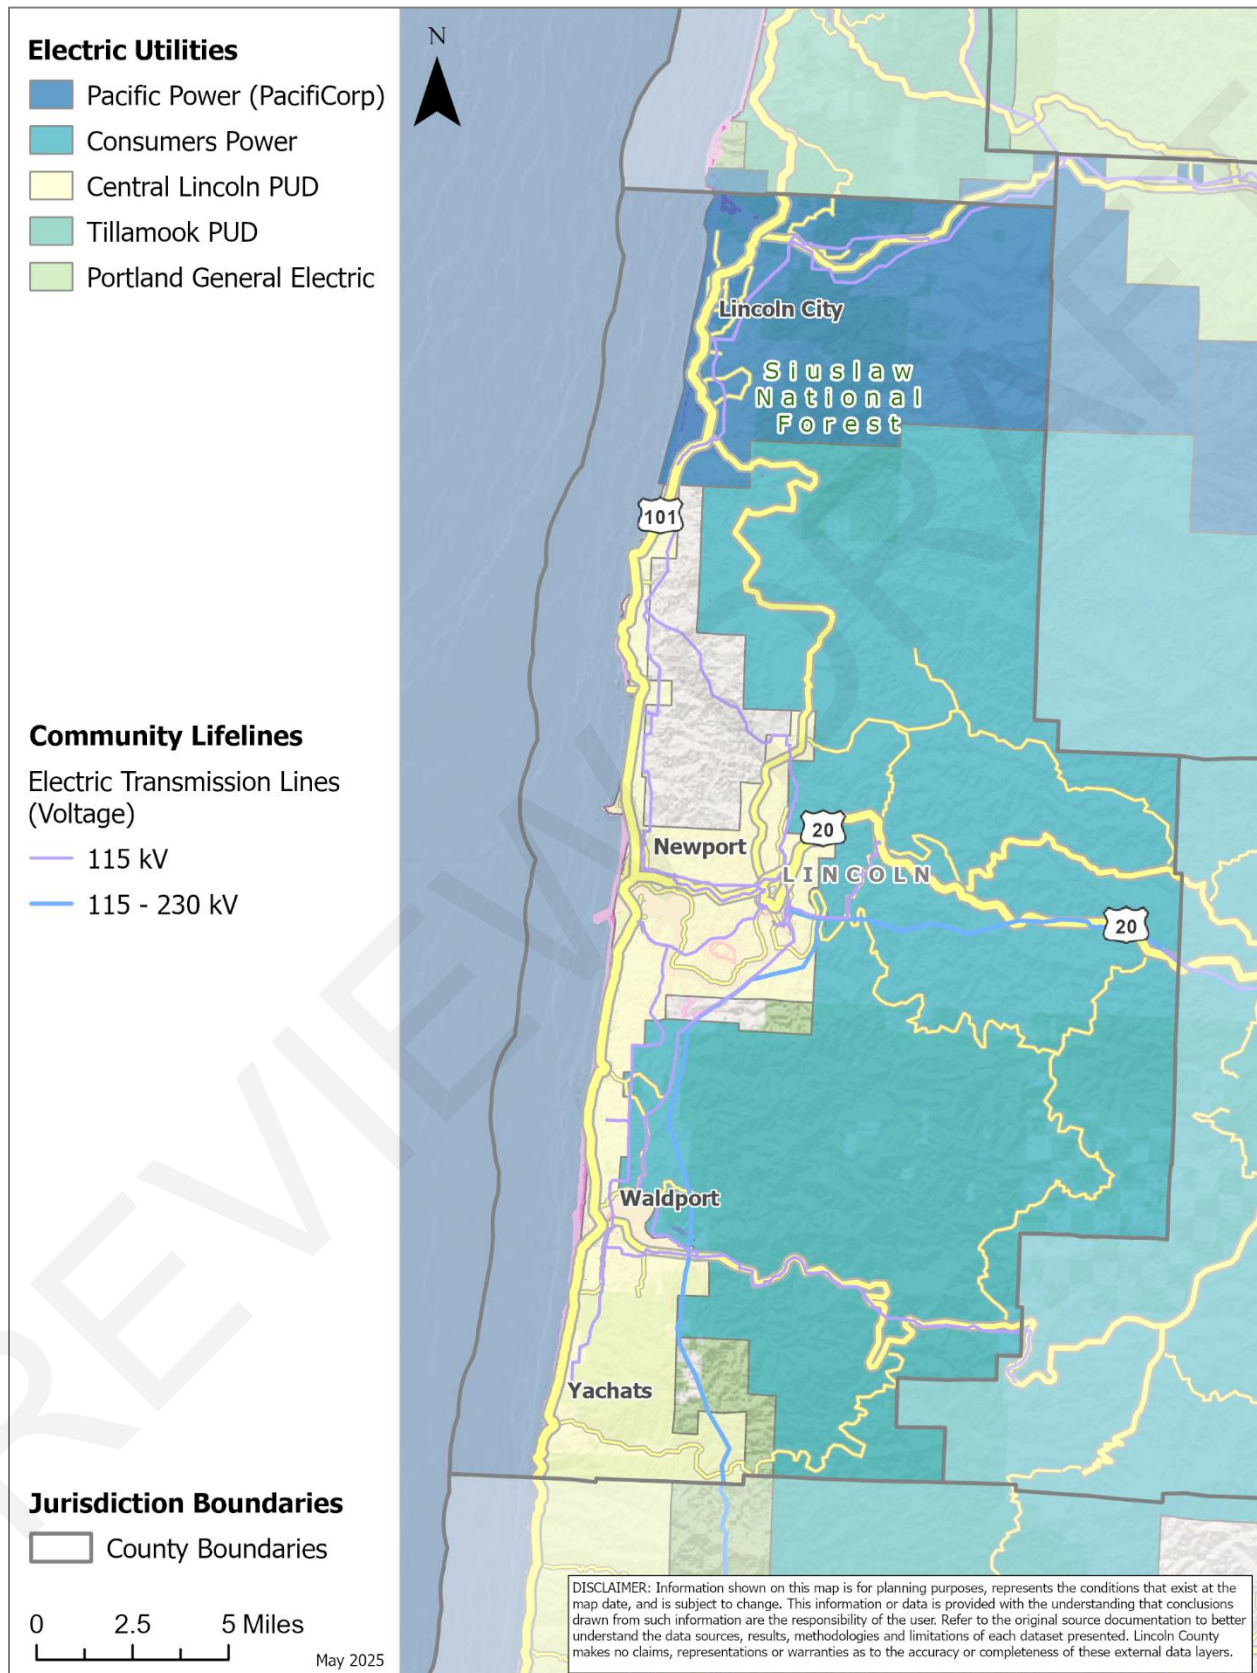 Electric Utilities
Pacific Power (PacifiCorp)
Consumers Power
Central Lincoln PUD
Tillamook PUD
Portland General Electric
Community Lifelines
Electric Transmission Lines
(Voltage)
115 kV
115 - 230 kV
Jurisdiction Boundaries
County Boundaries
0 2.5 5 Miles
May 2025
N
Lincoln City
Siuslaw
National
Forest
101
20
Newport
LINCOLN
20
Waldport
Yachats
DISCLAIMER: Information shown on this map is for planning purposes, represents the conditions that exist at the
map date, and is subject to change. This information or data is provided with the understanding that conclusions
drawn from such information are the responsibility of the user. Refer to the original source documentation to better
understand the data sources, results, methodologies and limitations of each dataset presented. Lincoln County
makes no claims, representations or warranties as to the accuracy or completeness of these external data layers.
REVIEW DRAFT